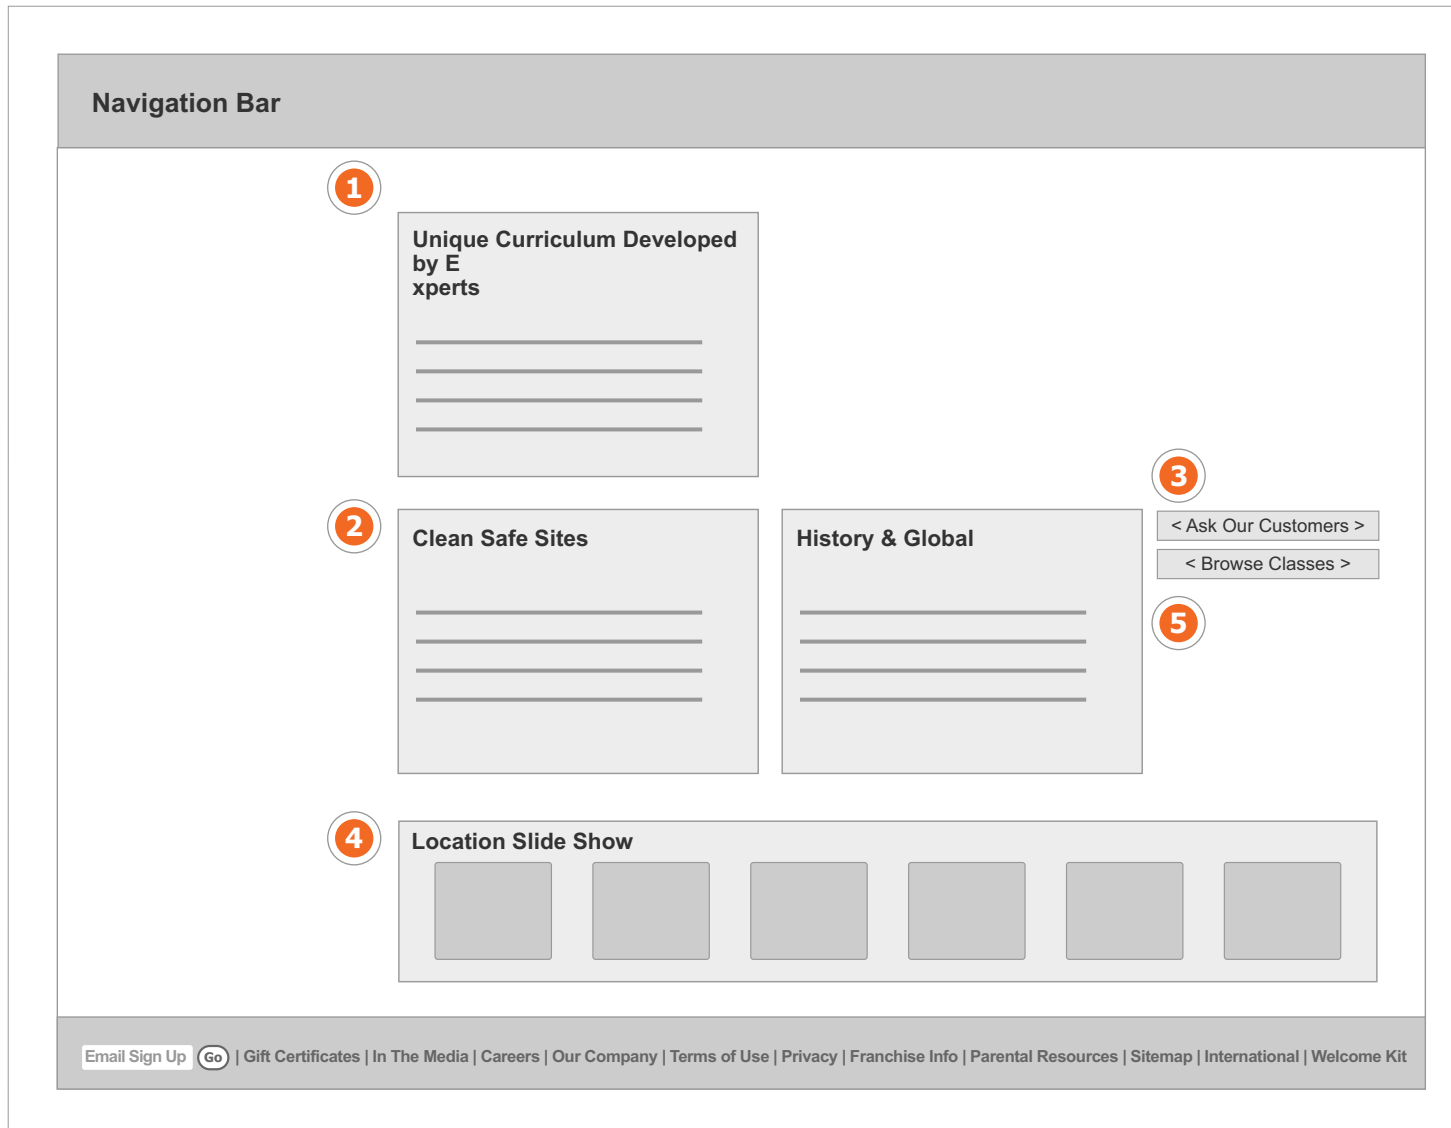 Navigation Bar
1
Unique Curriculum Developed
by E
xperts
2
Clean Safe Sites
History & Global
3
< Ask Our Customers >
< Browse Classes >
5
4
Location Slide Show
Email Sign Up Go | Gift Certificates | In The Media | Careers | Our Company | Terms of Use | Privacy | Franchise Info | Parental Resources | Sitemap | International | Welcome Kit